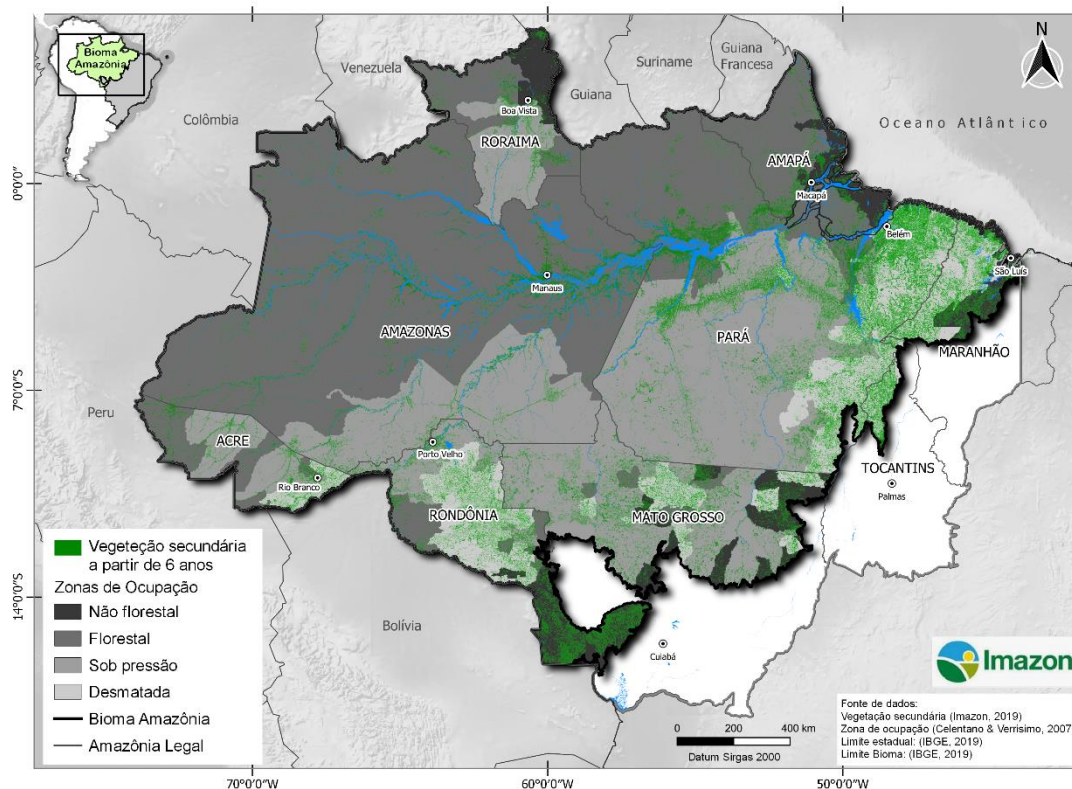 Bioma
Amazônia
Venezuela
Colômbia
Guiana
Suriname
Guiana
Francesa
Oceano Atlântico
N
Boa Vista
RORAIMA
AMAPÁ
Macapá
Belém
São Luís
Manaus
AMAZONAS
PARÁ
MARANHÃO
Peru
ACRE
Porto Velho
Rio Branco
RONDÔNIA
MATO GROSSO
TOCANTINS
Palmas
Bolívia
Cuiabá
0°0'0"S
7°0'0"S
14°0'0"S
Vegeteção secundária
a partir de 6 anos
Zonas de Ocupação
Não florestal
Florestal
Sob pressão
Desmatada
Bioma Amazônia
Amazônia Legal
Imazon
0 200 400 km
Datum Sirgas 2000
Fonte de dados:
Vegetação secundária (Imazon, 2019)
Zona de ocupação (Celentano & Verrisimo, 2007
Limite estadual: (IBGE, 2019)
Limite Bioma: (IBGE, 2019)
70°0'0"W
60°0'0"W
50°0'0"W